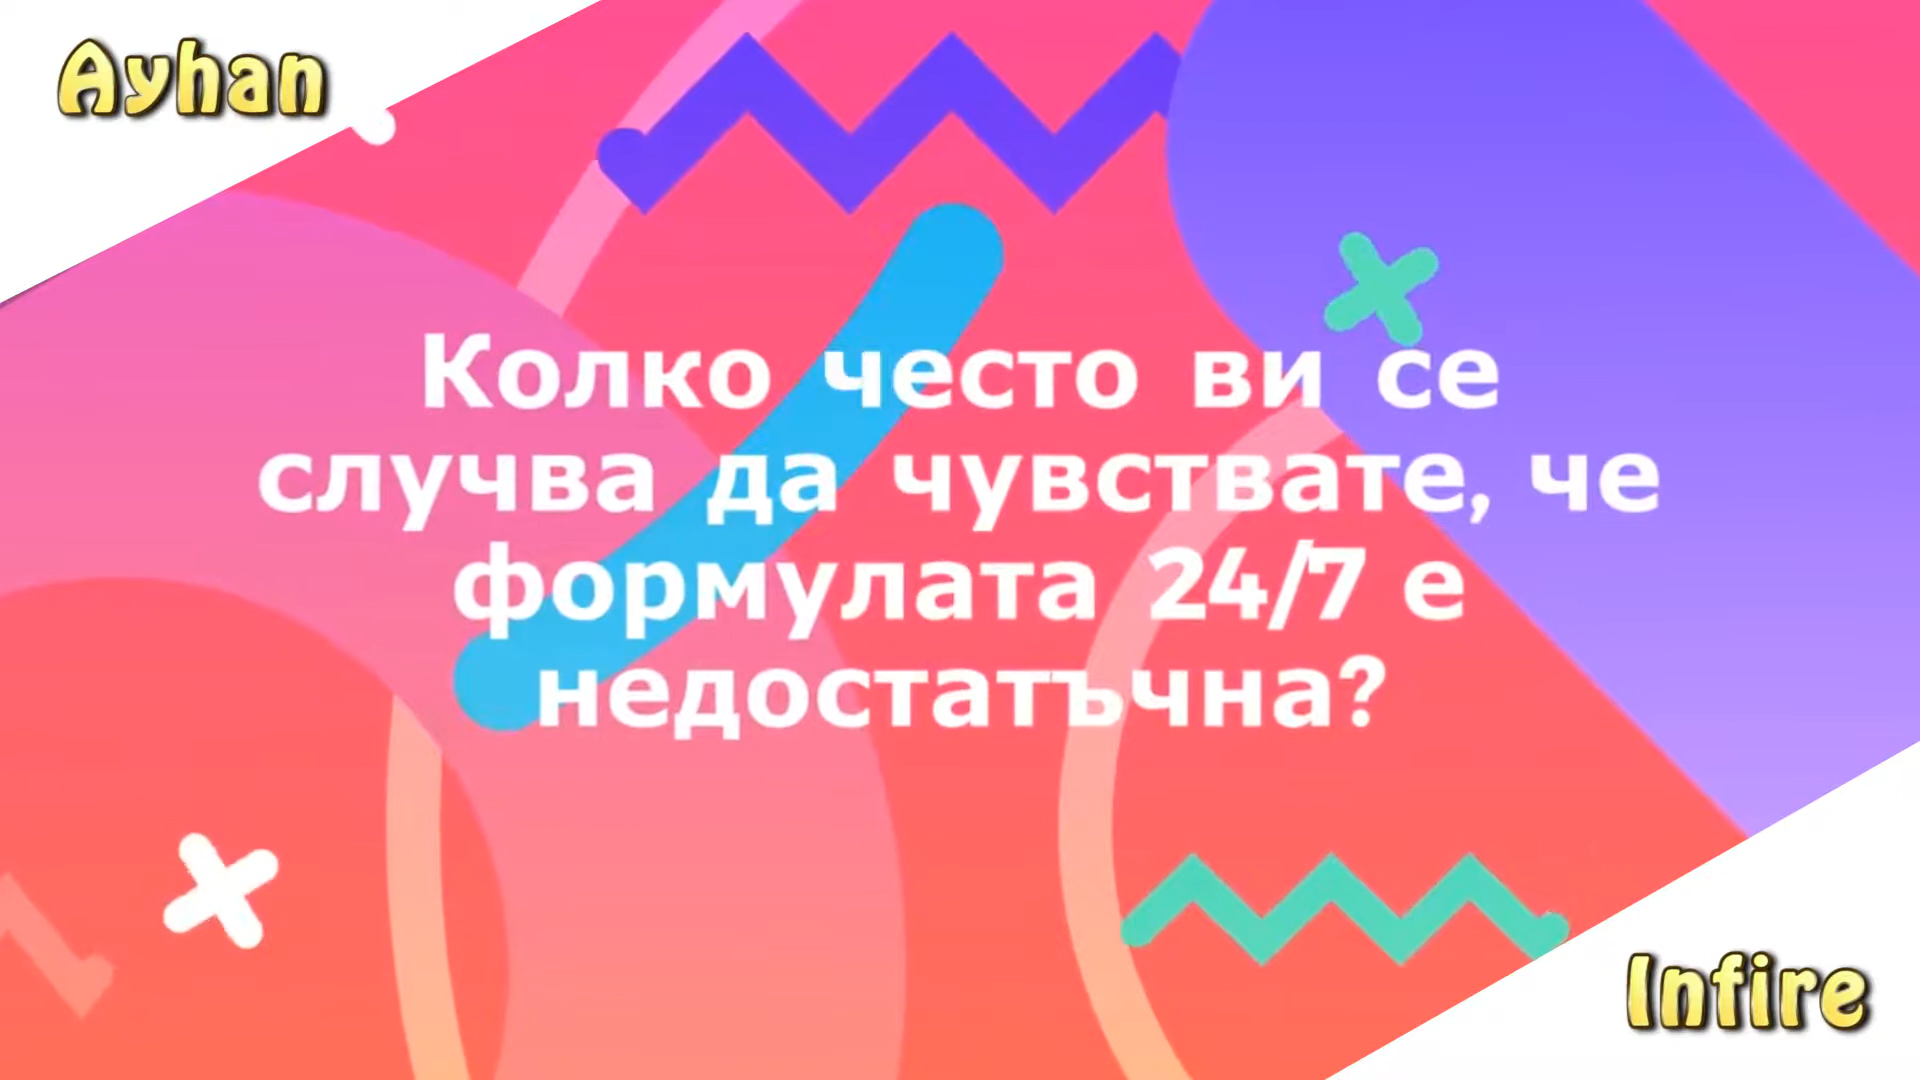 Ayhan
Колко често ви се
случва да чувствате, че
формулата 24/7 е
недостатъчна?
Infire